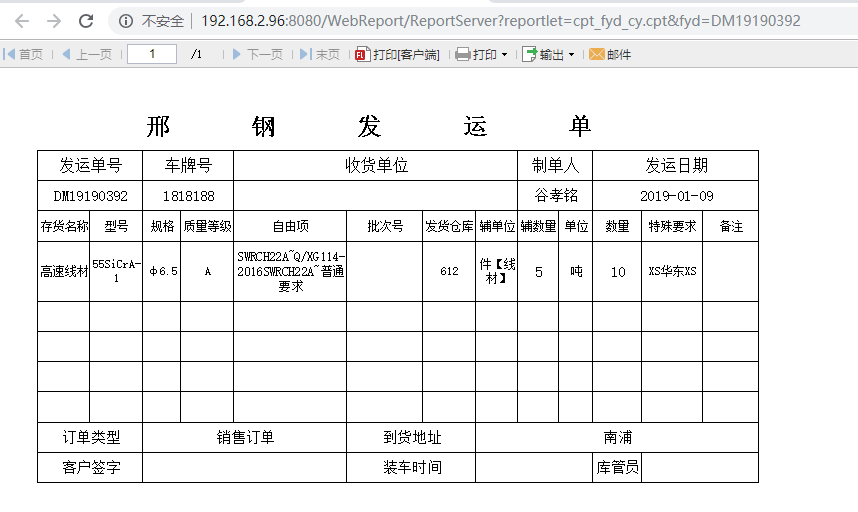 不安全 192.168.2.96:8080/WebReport/ReportServer?reportlet=cpt_fyd_cy.cpt&fyd=DM19190392
首页 上一页 1 /1 下一页 末页 打印[客户端] 打印 输出 邮件
邢 钢 发 运 单
发运单号 车牌号 收货单位 制单人 发运日期
DM19190392 1818188 谷孝铭 2019-01-09
存货名称 型号 规格 质量等级 自由项 批次号 发货仓库 辅单位 辅数量 单位 数量 特殊要求 备注
高速线材 55SiCrA-1 φ6.5 A SWRCH22A~Q/XG114-2016SWRCH22A~普通要求 612 件【线材】 5 吨 10 XS华东XS
订单类型 销售订单 到货地址 南浦
客户签字 装车时间 库管员